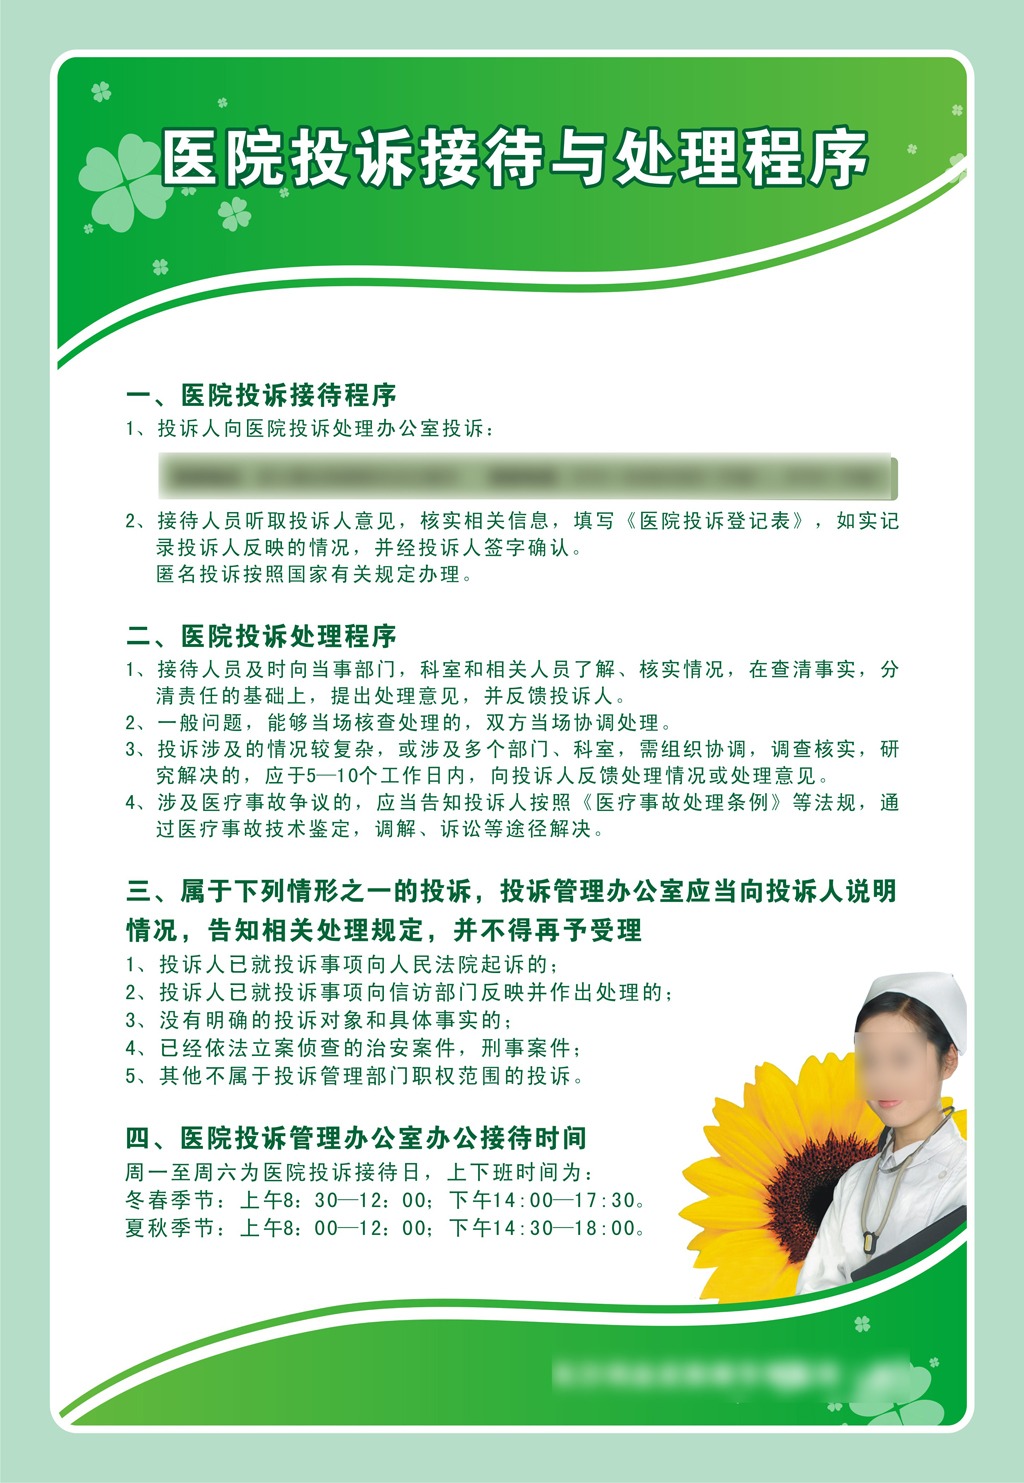 医院投诉接待与处理程序
一、医院投诉接待程序
1、投诉人向医院投诉处理办公室投诉：
2、接待人员听取投诉人意见，核实相关信息，填写《医院投诉登记表》，如实记
录投诉人反映的情况，并经投诉人签字确认。
匿名投诉按照国家有关规定办理。
二、医院投诉处理程序
1、接待人员及时向当事部门，科室和相关人员了解、核实情况，在查清事实，分
清责任的基础上，提出处理意见，并反馈投诉人。
2、一般问题，能够当场核查处理的，双方当场协调处理。
3、投诉涉及的情况较复杂，或涉及多个部门、科室，需组织协调，调查核实，研
究解决的，应于5—10个工作日内，向投诉人反馈处理情况或处理意见。
4、涉及医疗事故争议的，应当告知投诉人按照《医疗事故处理条例》等法规，通
过医疗事故技术鉴定，调解、诉讼等途径解决。
三、属于下列情形之一的投诉，投诉管理办公室应当向投诉人说明
情况，告知相关处理规定，并不得再予受理
1、投诉人已就投诉事项向人民法院起诉的；
2、投诉人已就投诉事项向信访部门反映并作出处理的；
3、没有明确的投诉对象和具体事实的；
4、已经依法立案侦查的治安案件，刑事案件；
5、其他不属于投诉管理部门职权范围的投诉。
四、医院投诉管理办公室办公接待时间
周一至周六为医院投诉接待日，上下班时间为：
冬春季节：上午8：30—12：00；下午14:00—17:30。
夏秋季节：上午8：00—12：00；下午14:30—18:00。